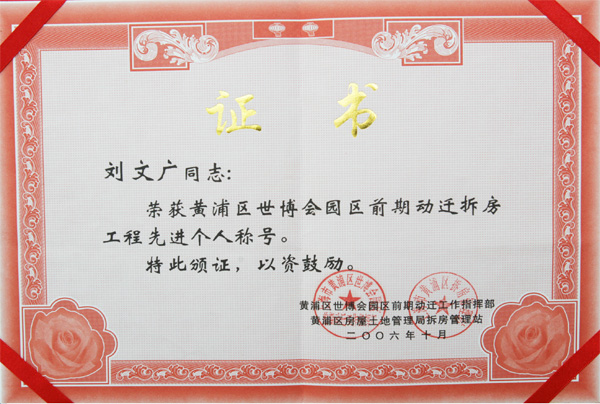 证 书
刘文广同志:
荣获黄浦区世博会园区前期动迁拆房
工程先进个人称号。
特此颁证，以资鼓励。
黄浦区世博会园区前期动迁工作指挥部
黄浦区房屋土地管理局拆房管理站
二〇〇六年十月